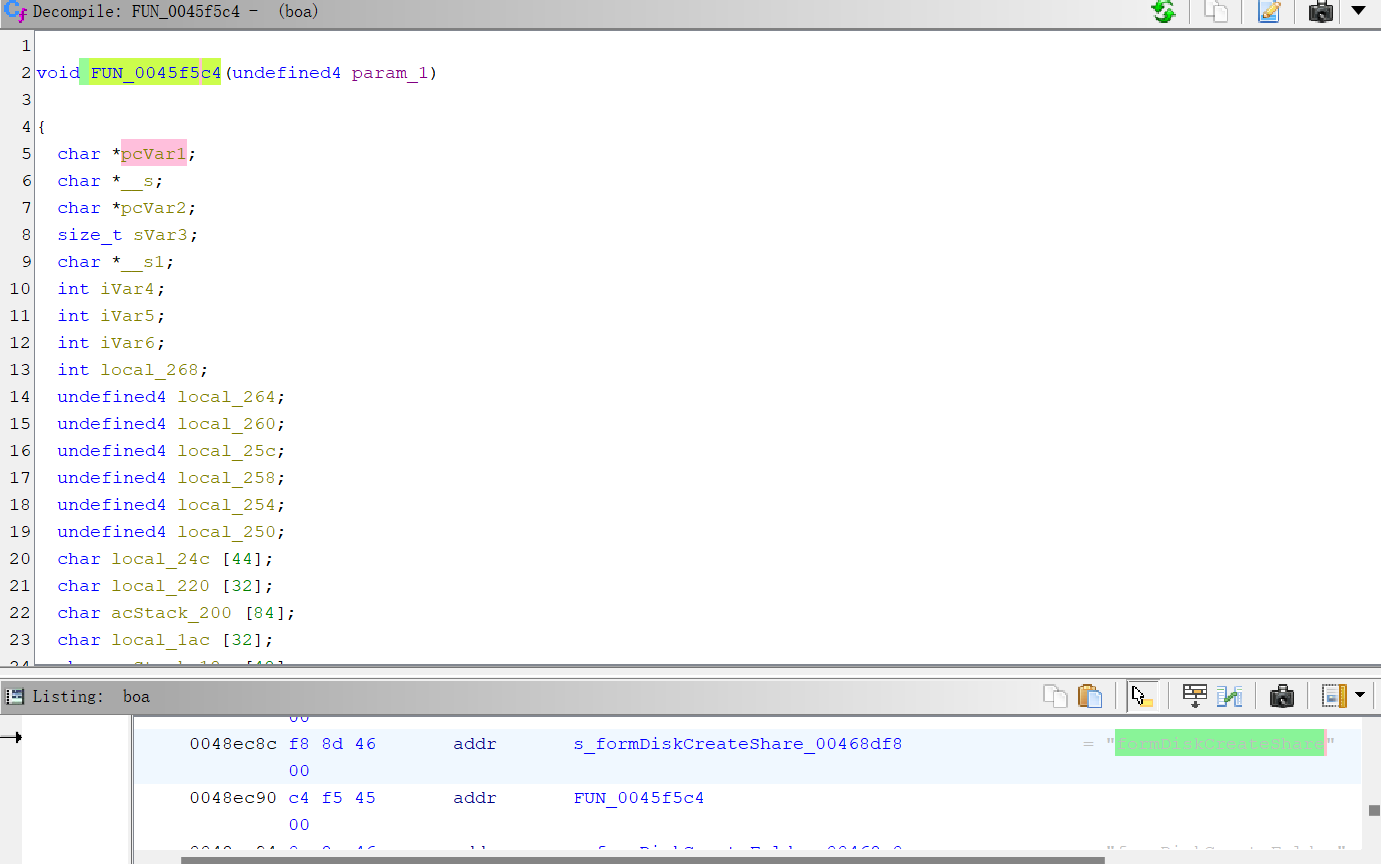 Decompile: FUN_0045f5c4 - (boa)
1
2 void FUN_0045f5c4(undefined4 param_1)
3
4 {
5 char *pcVar1;
6 char *__s;
7 char *pcVar2;
8 size_t sVar3;
9 char *__s1;
10 int iVar4;
11 int iVar5;
12 int iVar6;
13 int local_268;
14 undefined4 local_264;
15 undefined4 local_260;
16 undefined4 local_25c;
17 undefined4 local_258;
18 undefined4 local_254;
19 undefined4 local_250;
20 char local_24c [44];
21 char local_220 [32];
22 char acStack_200 [84];
23 char local_1ac [32];
Listing: boa
00
0048ec8c f8 8d 46 addr s_formDiskCreateShare_00468df8 = "formDiskCreateShare"
00
0048ec90 c4 f5 45 addr FUN_0045f5c4
00